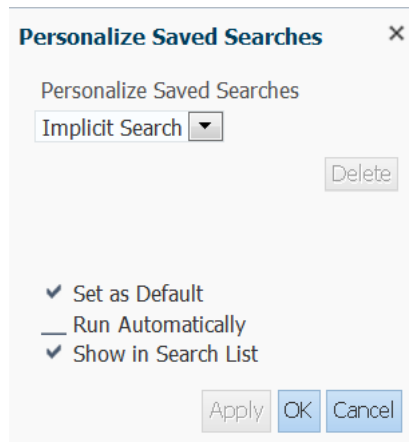 Personalize Saved Searches
Personalize Saved Searches
Implicit Search
Delete
Set as Default
Run Automatically
Show in Search List
Apply OK Cancel